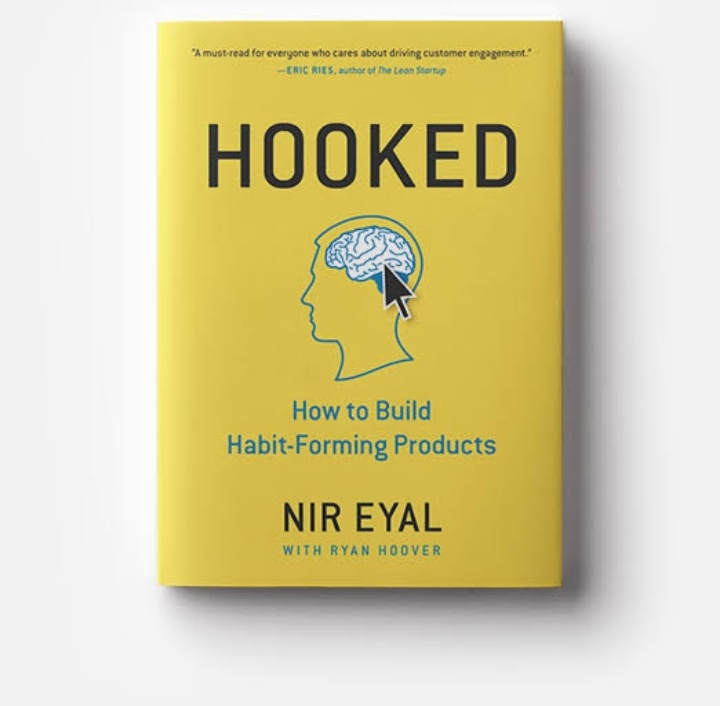 "A must-read for everyone who cares about driving customer engagement."
—ERIC RIES, author of The Lean Startup
HOOKED
How to Build
Habit-Forming Products
NIR EYAL
WITH RYAN HOOVER